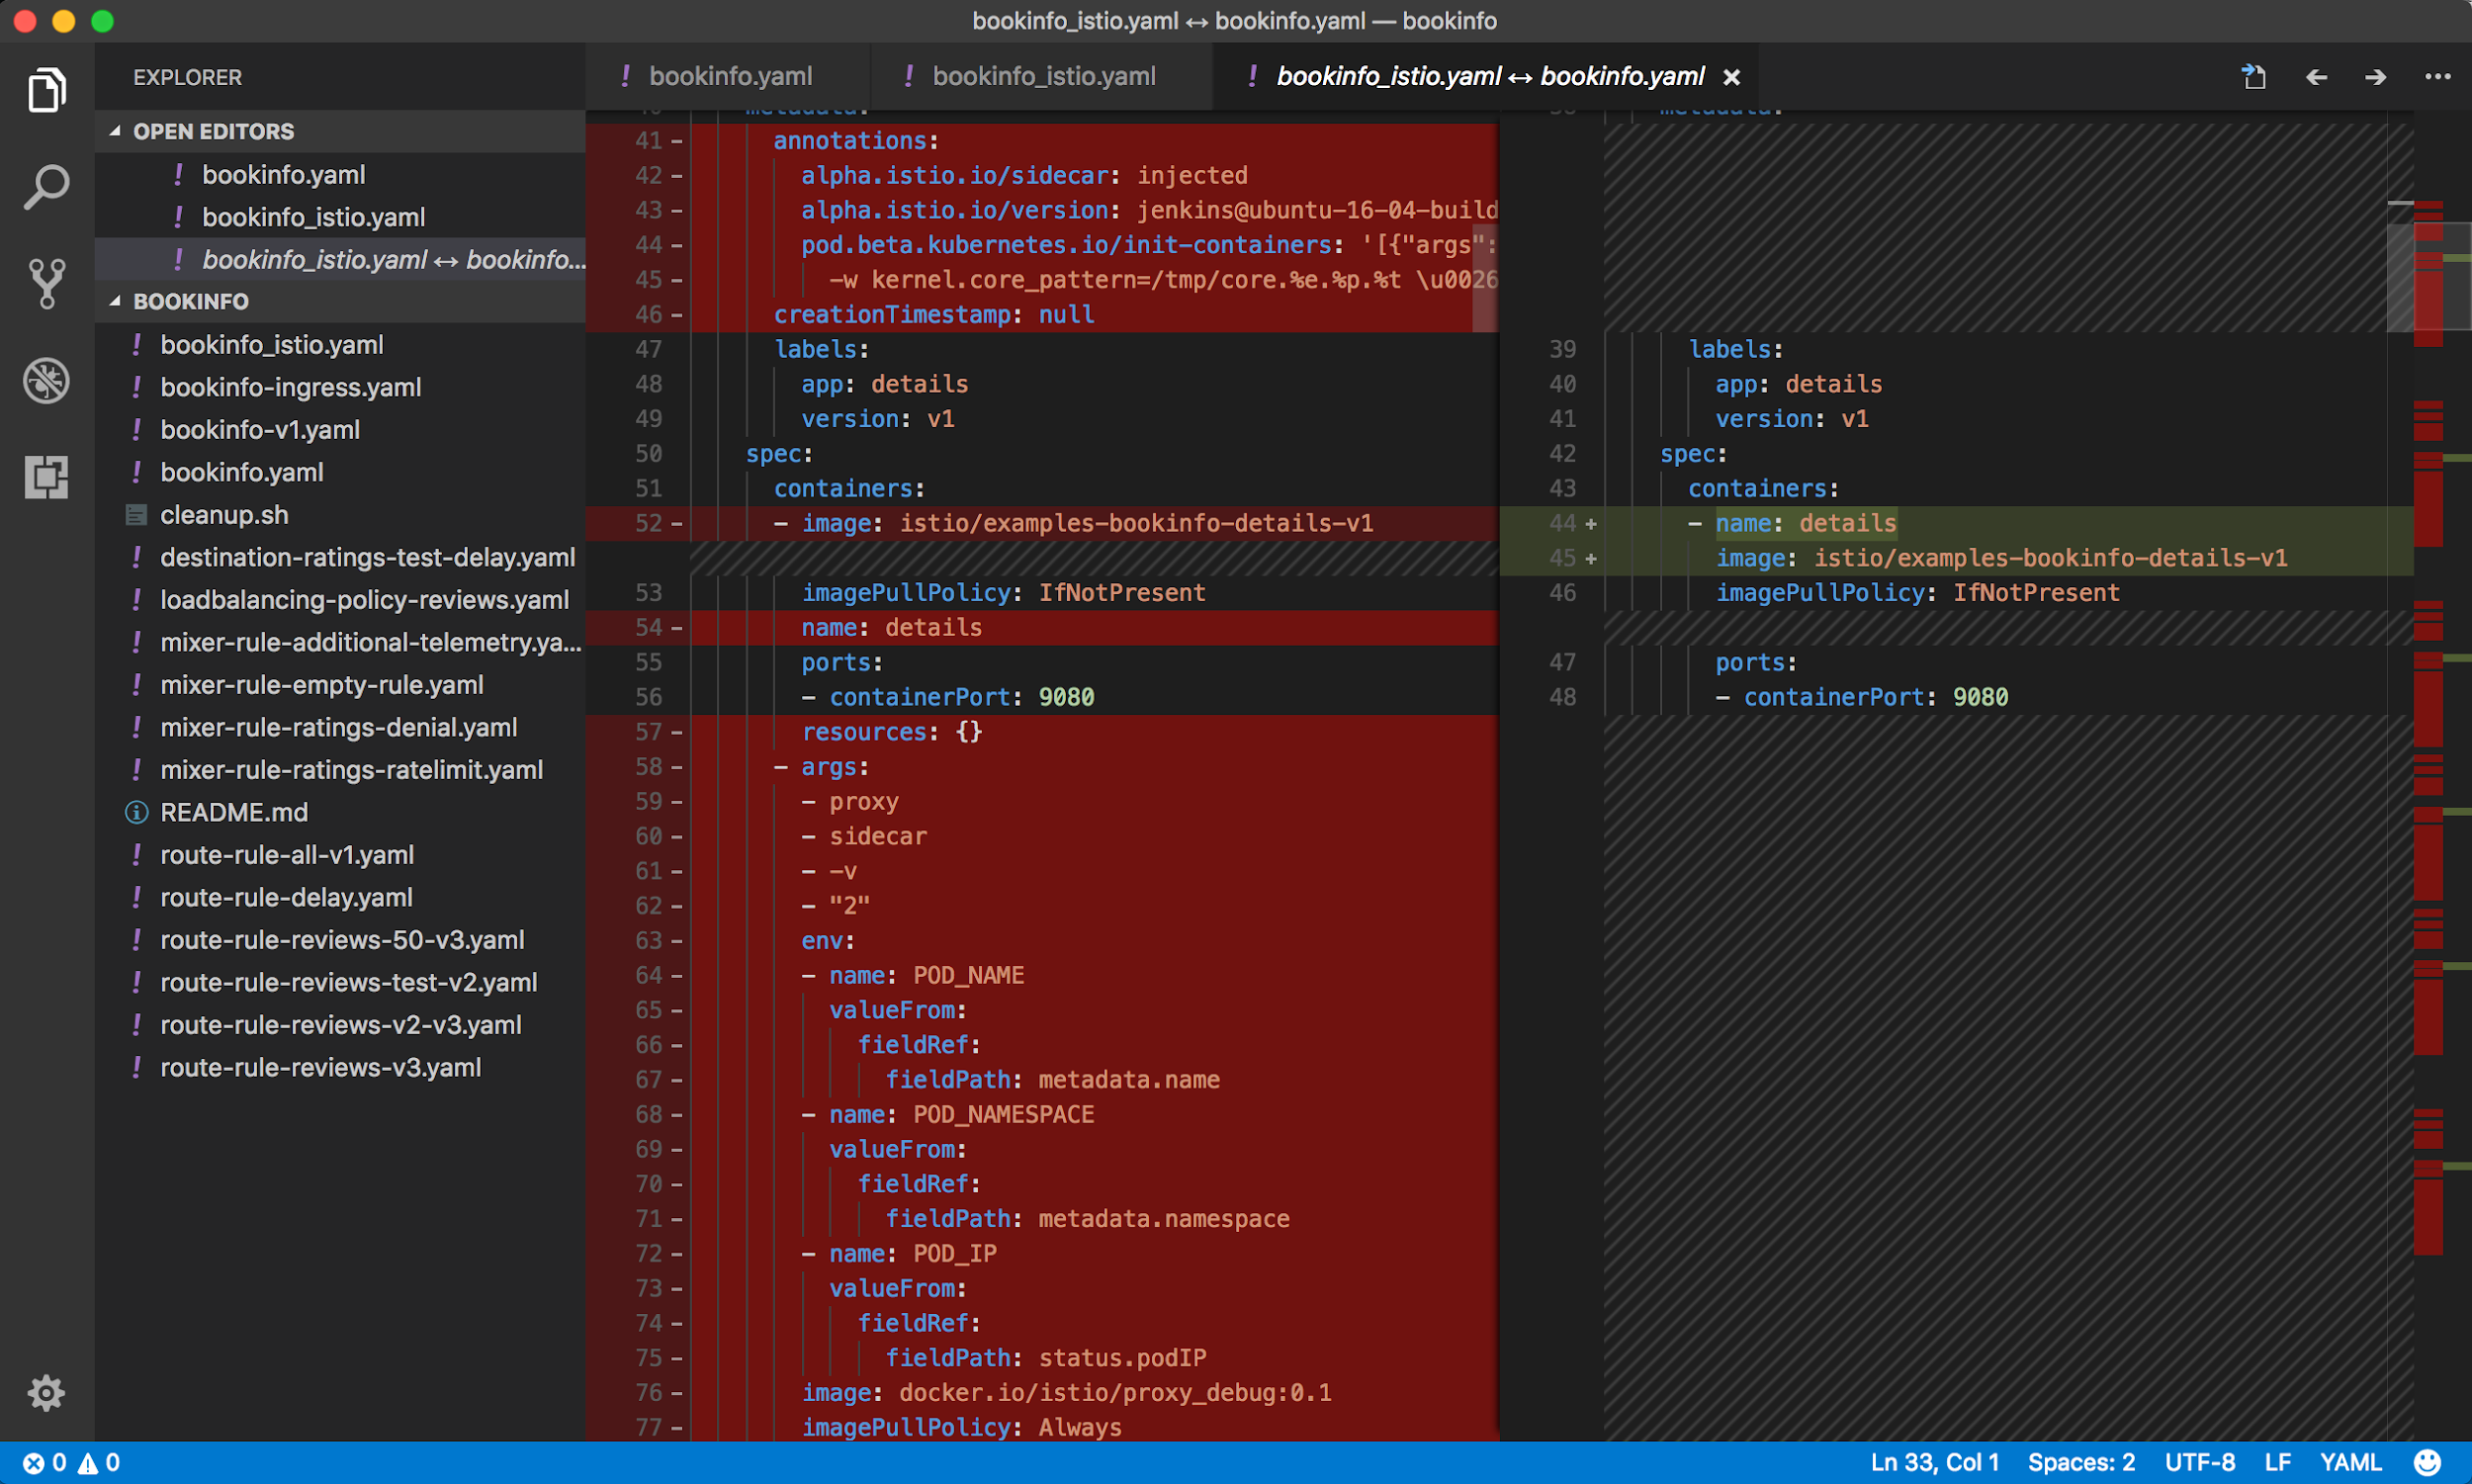 bookinfo_istio.yaml ↔ bookinfo.yaml — bookinfo
EXPLORER
OPEN EDITORS
! bookinfo.yaml
! bookinfo_istio.yaml
! bookinfo_istio.yaml ↔ bookinfo...
BOOKINFO
! bookinfo_istio.yaml
! bookinfo-ingress.yaml
! bookinfo-v1.yaml
! bookinfo.yaml
cleanup.sh
! destination-ratings-test-delay.yaml
! loadbalancing-policy-reviews.yaml
! mixer-rule-additional-telemetry.ya...
! mixer-rule-empty-rule.yaml
! mixer-rule-ratings-denial.yaml
! mixer-rule-ratings-ratelimit.yaml
README.md
! route-rule-all-v1.yaml
! route-rule-delay.yaml
! route-rule-reviews-50-v3.yaml
! route-rule-reviews-test-v2.yaml
! route-rule-reviews-v2-v3.yaml
! route-rule-reviews-v3.yaml
! bookinfo.yaml ! bookinfo_istio.yaml ! bookinfo_istio.yaml ↔ bookinfo.yaml ×
40 metadata:
41 - annotations:
42 - alpha.istio.io/sidecar: injected
43 - alpha.istio.io/version: jenkins@ubuntu-16-04-build
44 - pod.beta.kubernetes.io/init-containers: '[{"args":
45 - -w kernel.core_pattern=/tmp/core.%e.%p.%t \u0026
46 - creationTimestamp: null
47 labels:
48 app: details
49 version: v1
50 spec:
51 containers:
52 - - image: istio/examples-bookinfo-details-v1
53 imagePullPolicy: IfNotPresent
54 - name: details
55 ports:
56 - containerPort: 9080
57 - resources: {}
58 - - args:
59 - - proxy
60 - - sidecar
61 - - -v
62 - - "2"
63 - env:
64 - - name: POD_NAME
65 - valueFrom:
66 - fieldRef:
67 - fieldPath: metadata.name
68 - - name: POD_NAMESPACE
69 - valueFrom:
70 - fieldRef:
71 - fieldPath: metadata.namespace
72 - - name: POD_IP
73 - valueFrom:
74 - fieldRef:
75 - fieldPath: status.podIP
76 - image: docker.io/istio/proxy_debug:0.1
77 - imagePullPolicy: Always
38 metadata:
39 labels:
40 app: details
41 version: v1
42 spec:
43 containers:
44 + - name: details
45 + image: istio/examples-bookinfo-details-v1
46 imagePullPolicy: IfNotPresent
47 ports:
48 - containerPort: 9080
0 0 Ln 33, Col 1 Spaces: 2 UTF-8 LF YAML